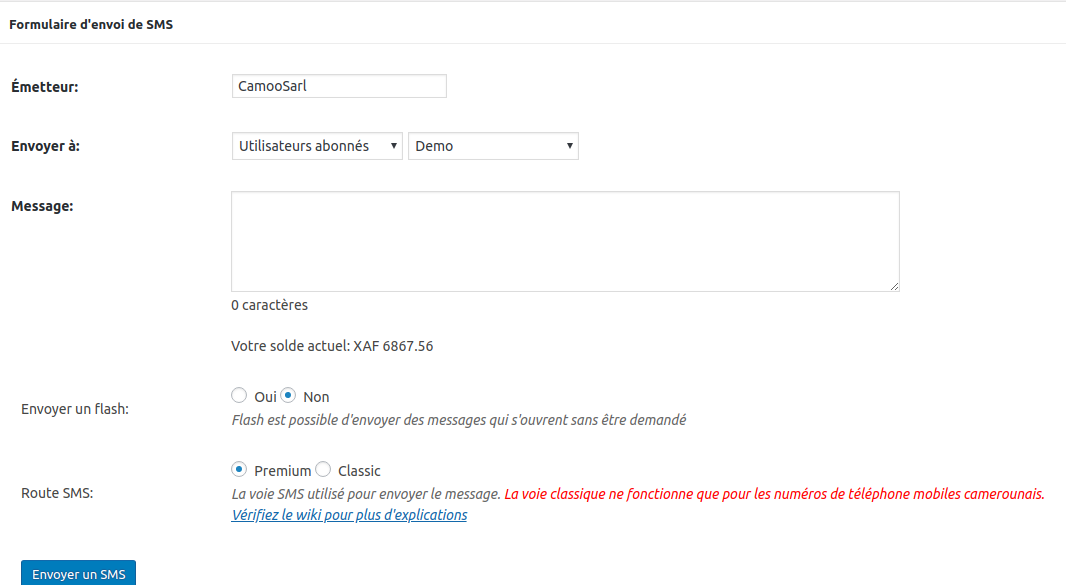 Formulaire d'envoi de SMS
Émetteur: CamooSarl
Envoyer à: Utilisateurs abonnés Demo
Message:
0 caractères
Votre solde actuel: XAF 6867.56
Envoyer un flash: Oui Non
Flash est possible d'envoyer des messages qui s'ouvrent sans être demandé
Route SMS: Premium Classic
La voie SMS utilisé pour envoyer le message. La voie classique ne fonctionne que pour les numéros de téléphone mobiles camerounais.
Vérifiez le wiki pour plus d'explications
Envoyer un SMS